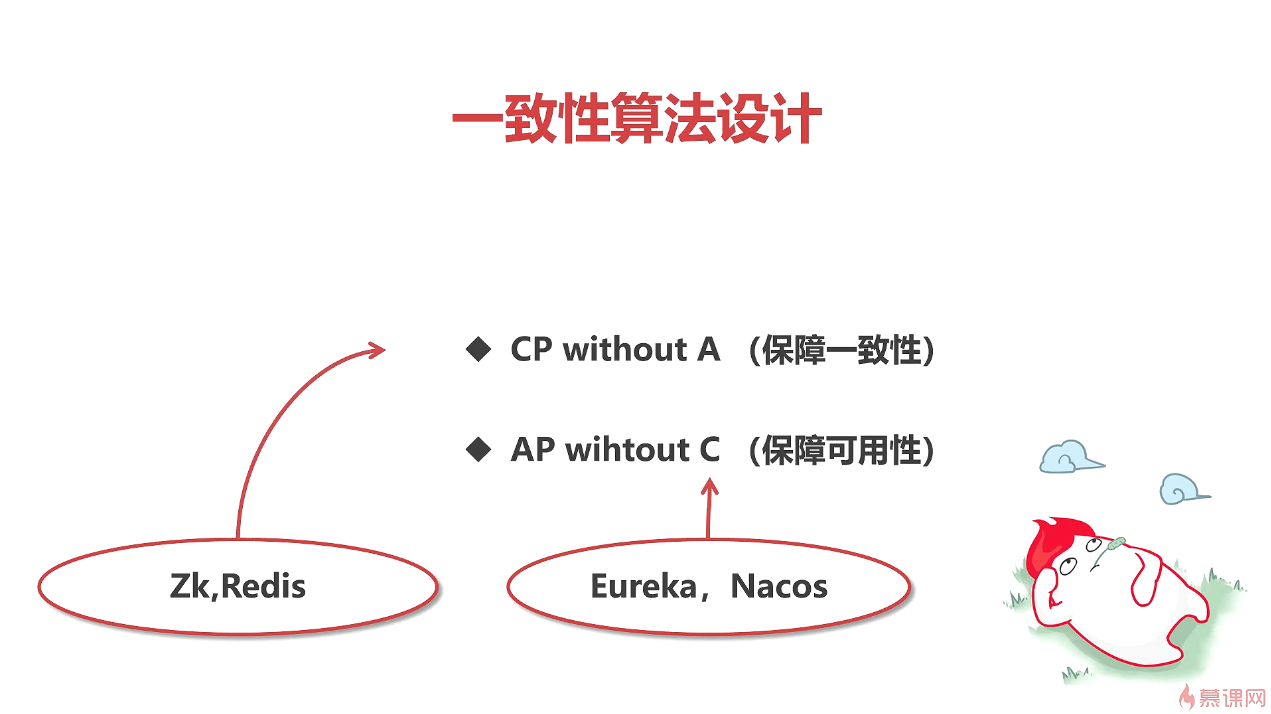 一致性算法设计
◆ CP without A （保障一致性）
◆ AP wihtout C （保障可用性）
Zk,Redis
Eureka，Nacos
慕课网